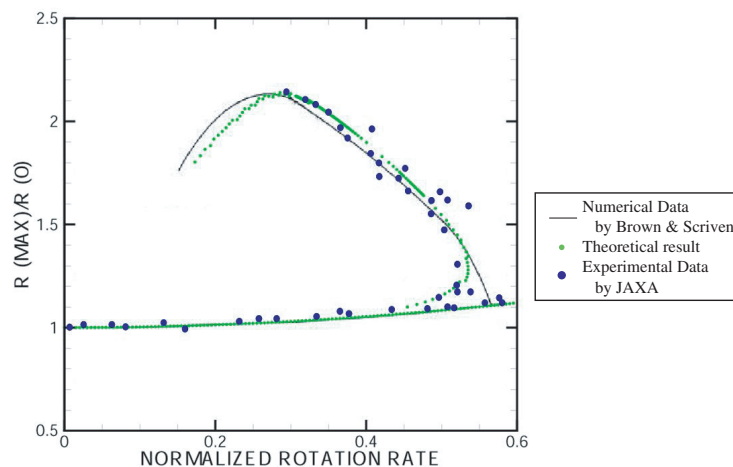 2.5
2
1.5
1
0.5
R (MAX)/R (O)
0
0.2
0.4
0.6
NORMALIZED ROTATION RATE
Numerical Data
by Brown & Scriven
Theoretical result
Experimental Data
by JAXA